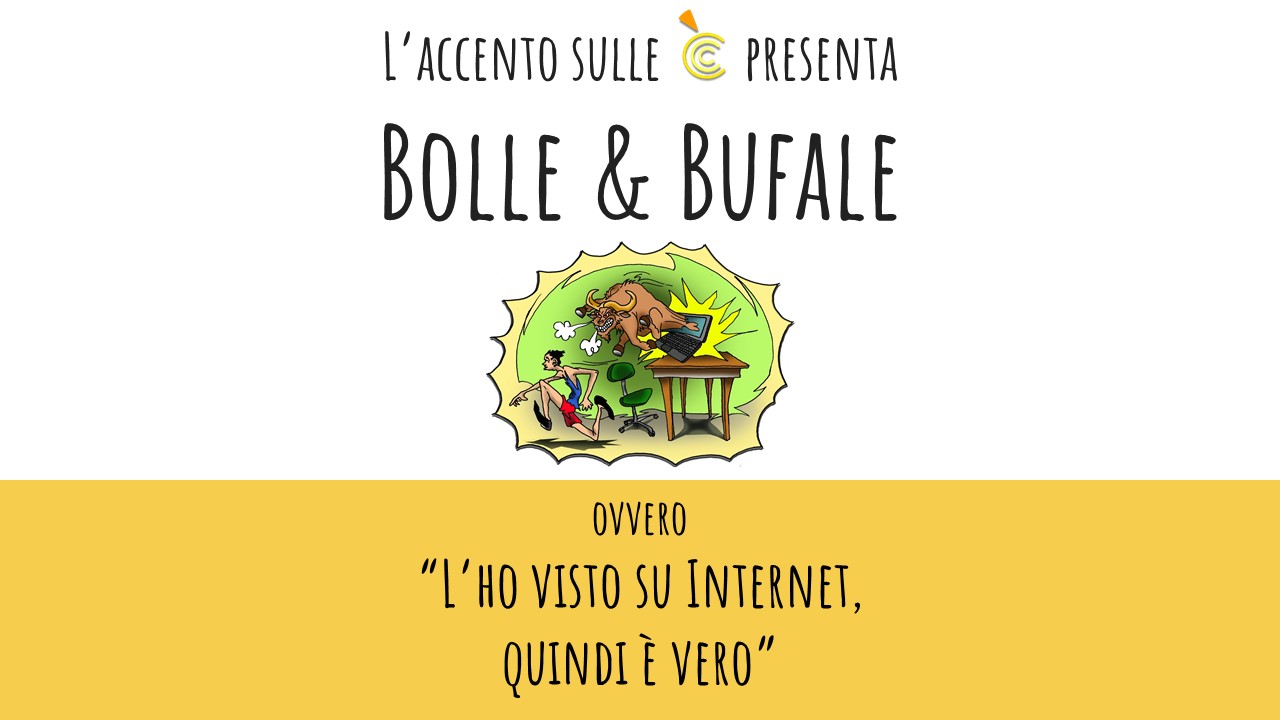 L'accento sulle C̀ presenta
Bolle & Bufale
ovvero
“L'ho visto su Internet,
quindi è vero”